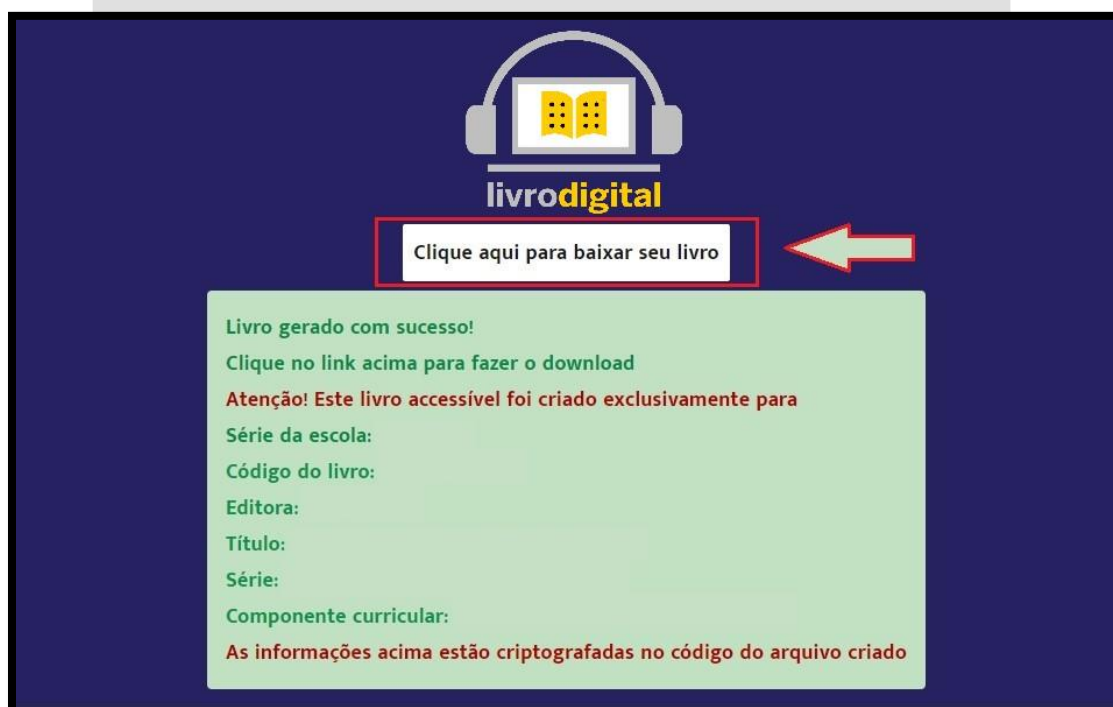 livrodigital
Clique aqui para baixar seu livro
Livro gerado com sucesso!
Clique no link acima para fazer o download
Atenção! Este livro accessível foi criado exclusivamente para
Série da escola:
Código do livro:
Editora:
Título:
Série:
Componente curricular:
As informações acima estão criptografadas no código do arquivo criado